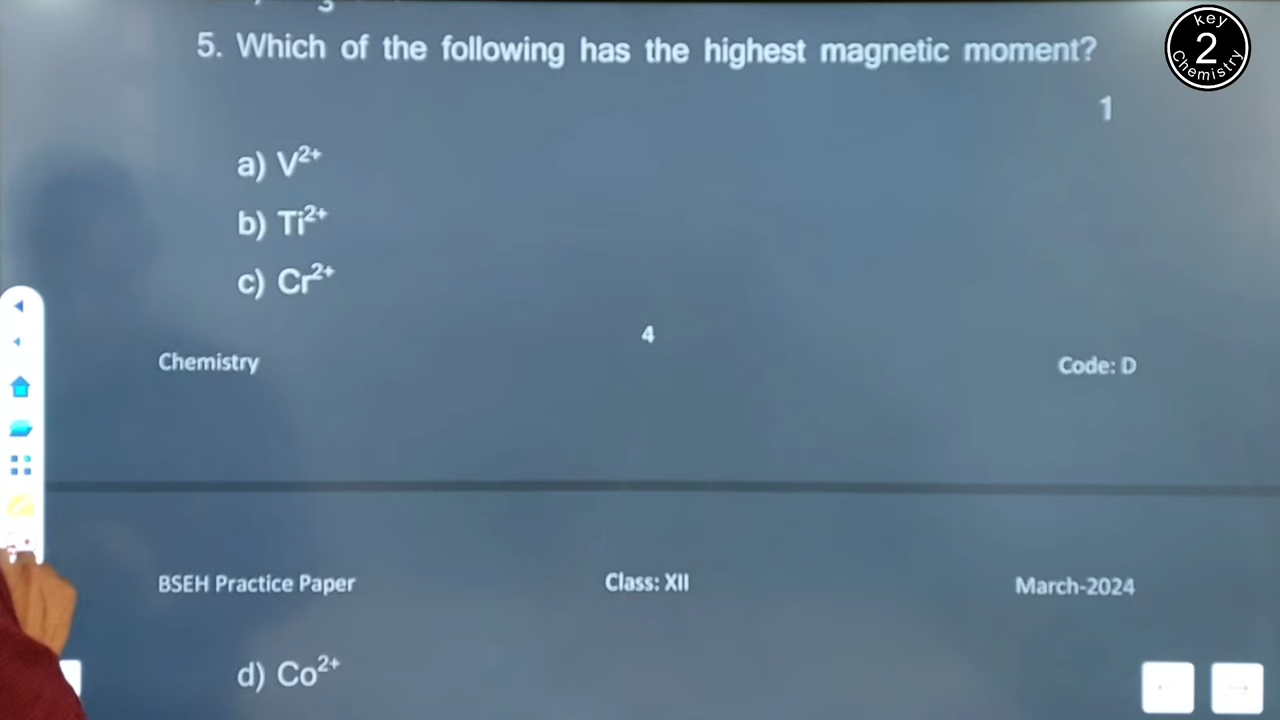 3
5. Which of the following has the highest magnetic moment?
1
a) V²⁺
b) Ti²⁺
c) Cr²⁺
4
Chemistry Code: D
BSEH Practice Paper Class: XII March-2024
d) Co²⁺
key
2
Chemistry